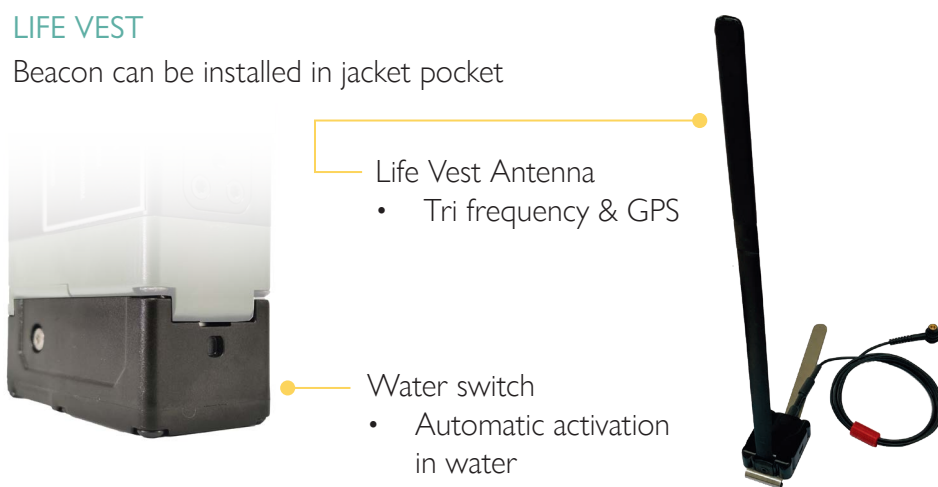 LIFE VEST
Beacon can be installed in jacket pocket
Life Vest Antenna
• Tri frequency & GPS
Water switch
• Automatic activation
in water